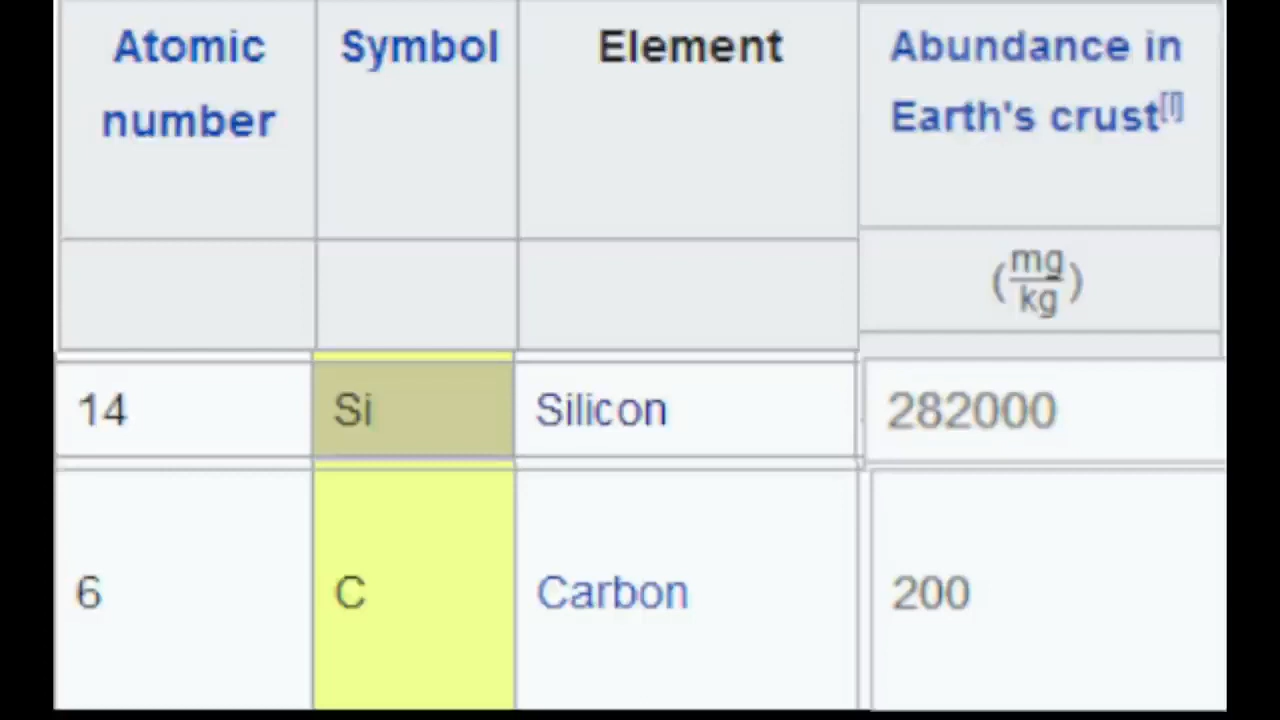 Atomic number
Symbol
Element
Abundance in Earth's crust[l]
(mg/kg)
14 Si Silicon 282000
6 C Carbon 200